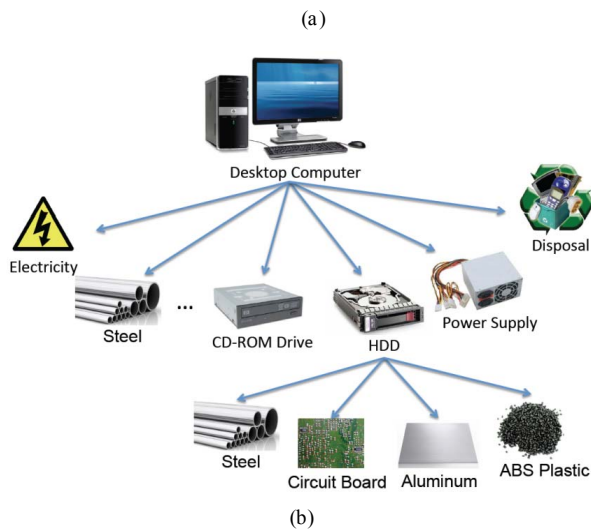 (a)
Desktop Computer
Electricity
Disposal
Steel
...
CD-ROM Drive
HDD
Power Supply
Steel
Circuit Board
Aluminum
ABS Plastic
(b)